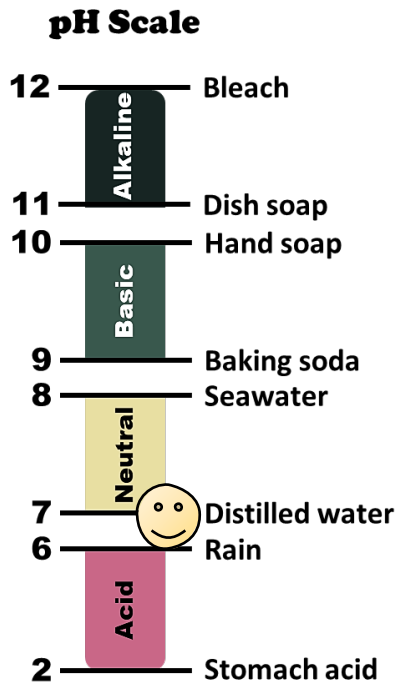 pH Scale
12 Bleach
Alkaline
11 Dish soap
10 Hand soap
Basic
9 Baking soda
8 Seawater
Neutral
7 Distilled water
6 Rain
Acid
2 Stomach acid